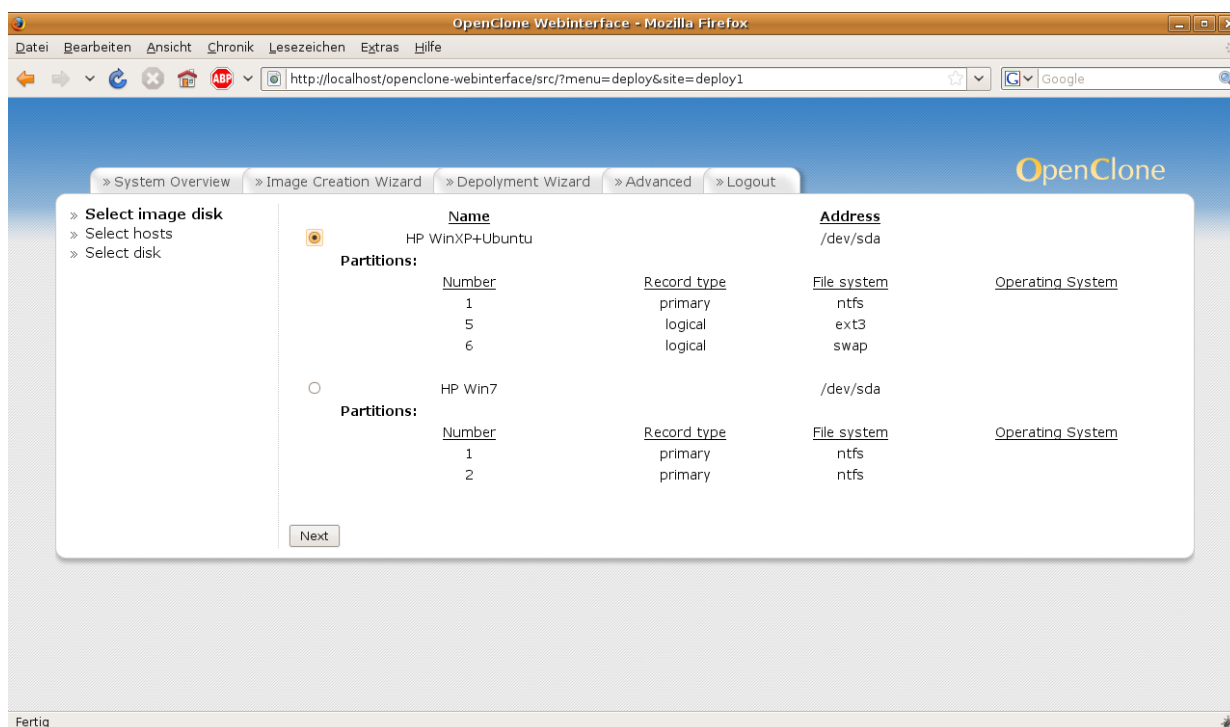 OpenClone Webinterface - Mozilla Firefox
Datei Bearbeiten Ansicht Chronik Lesezeichen Extras Hilfe
ABP http://localhost/openclone-webinterface/src/?menu=deploy&site=deploy1 G Google
OpenClone
» System Overview » Image Creation Wizard » Depolyment Wizard » Advanced » Logout
» Select image disk
» Select hosts
» Select disk
Name Address
HP WinXP+Ubuntu /dev/sda
Partitions:
Number Record type File system Operating System
1 primary ntfs
5 logical ext3
6 logical swap
HP Win7 /dev/sda
Partitions:
Number Record type File system Operating System
1 primary ntfs
2 primary ntfs
Next
Fertig